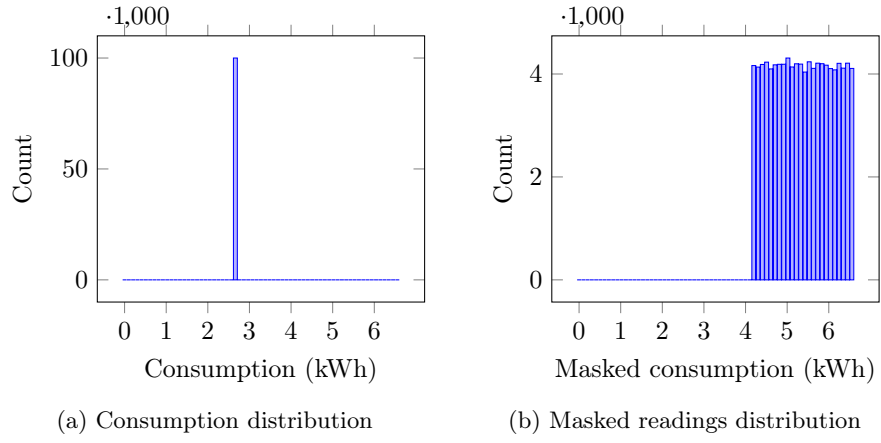 ·1,000
100
50
0
Count
0 1 2 3 4 5 6
Consumption (kWh)
(a) Consumption distribution
·1,000
4
2
0
Count
0 1 2 3 4 5 6
Masked consumption (kWh)
(b) Masked readings distribution